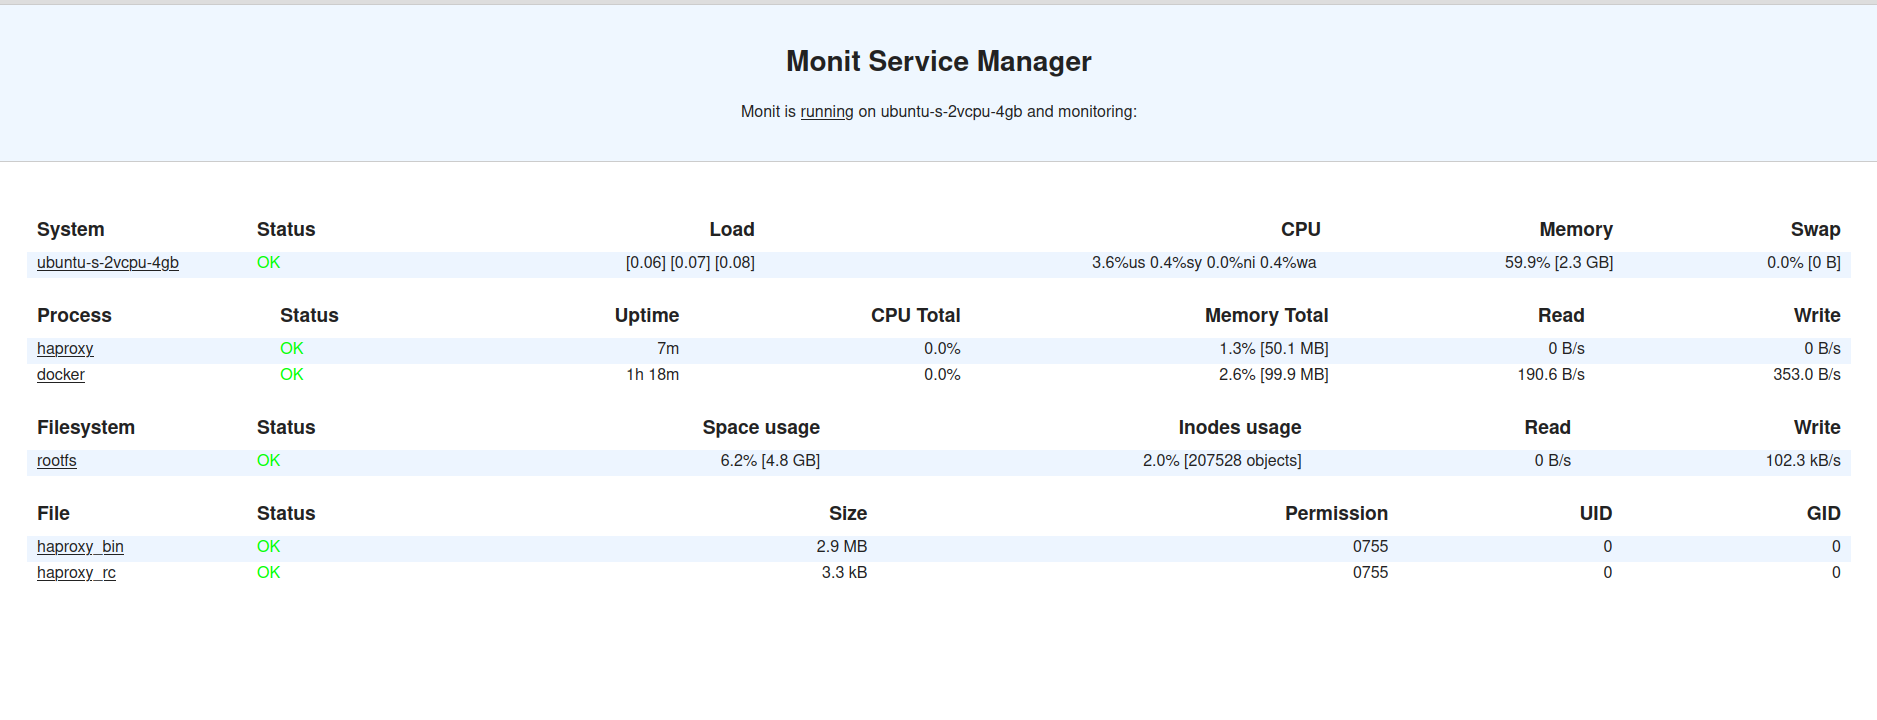 Monit Service Manager
Monit is running on ubuntu-s-2vcpu-4gb and monitoring:
System Status Load CPU Memory Swap
ubuntu-s-2vcpu-4gb OK [0.06] [0.07] [0.08] 3.6%us 0.4%sy 0.0%ni 0.4%wa 59.9% [2.3 GB] 0.0% [0 B]
Process Status Uptime CPU Total Memory Total Read Write
haproxy OK 7m 0.0% 1.3% [50.1 MB] 0 B/s 0 B/s
docker OK 1h 18m 0.0% 2.6% [99.9 MB] 190.6 B/s 353.0 B/s
Filesystem Status Space usage Inodes usage Read Write
rootfs OK 6.2% [4.8 GB] 2.0% [207528 objects] 0 B/s 102.3 kB/s
File Status Size Permission UID GID
haproxy_bin OK 2.9 MB 0755 0 0
haproxy_rc OK 3.3 kB 0755 0 0